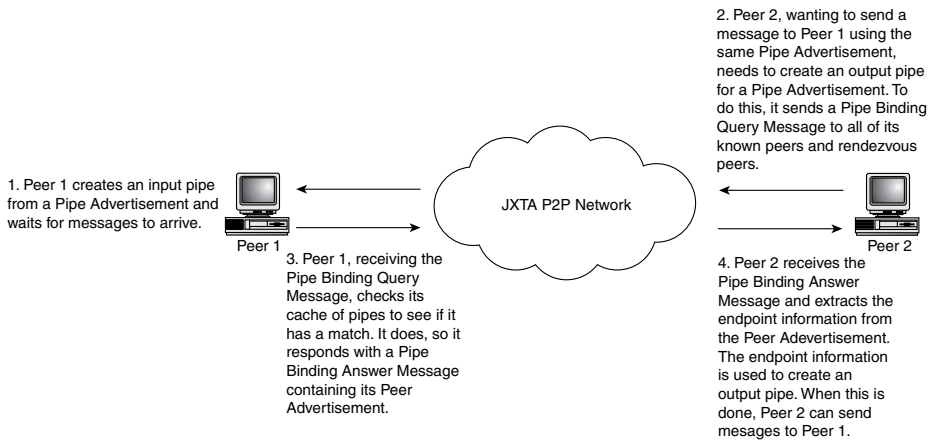 1. Peer 1 creates an input pipe
from a Pipe Advertisement and
waits for messages to arrive.
Peer 1
JXTA P2P Network
2. Peer 2, wanting to send a
message to Peer 1 using the
same Pipe Advertisement,
needs to create an output pipe
for a Pipe Advertisement. To
do this, it sends a Pipe Binding
Query Message to all of its
known peers and rendezvous
peers.
Peer 2
3. Peer 1, receiving the
Pipe Binding Query
Message, checks its
cache of pipes to see if it
has a match. It does, so it
responds with a Pipe
Binding Answer Message
containing its Peer
Advertisement.
4. Peer 2 receives the
Pipe Binding Answer
Message and extracts the
endpoint information from
the Peer Adevertisement.
The endpoint information
is used to create an
output pipe. When this is
done, Peer 2 can send
mesages to Peer 1.